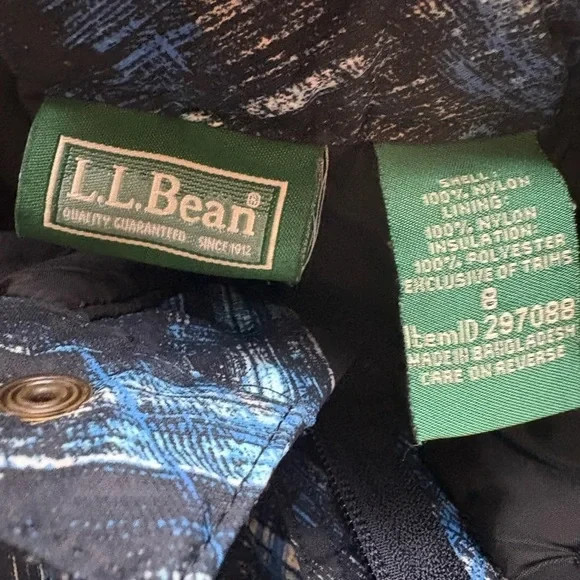 L.L.Bean®
QUALITY GUARANTEED SINCE 1912
SHELL:
100% NYLON
LINING:
100% NYLON
INSULATION:
100% POLYESTER
EXCLUSIVE OF TRIMS
8
ItemID 297088
MADE IN BANGLADESH
CARE ON REVERSE